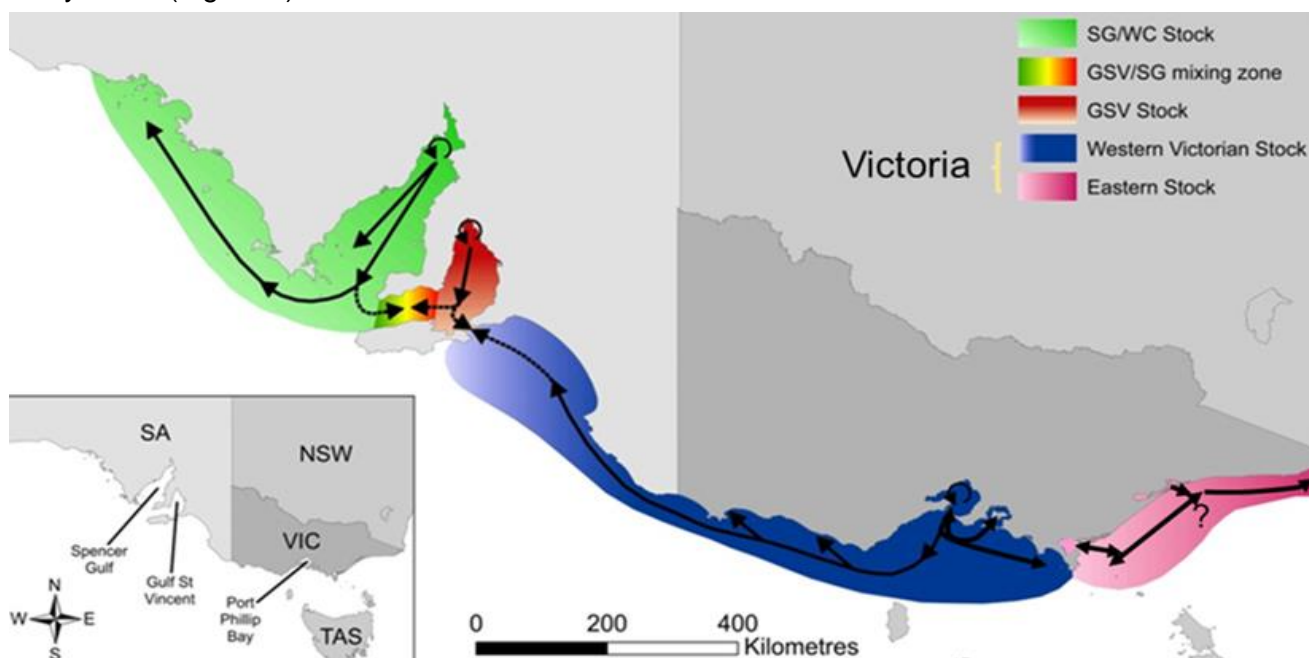 SG/WC Stock
GSV/SG mixing zone
GSV Stock
Western Victorian Stock
Eastern Stock
Victoria
?
SA
NSW
VIC
TAS
Spencer
Gulf
Gulf St
Vincent
Port
Phillip
Bay
N
W E
S
0 200 400
Kilometres